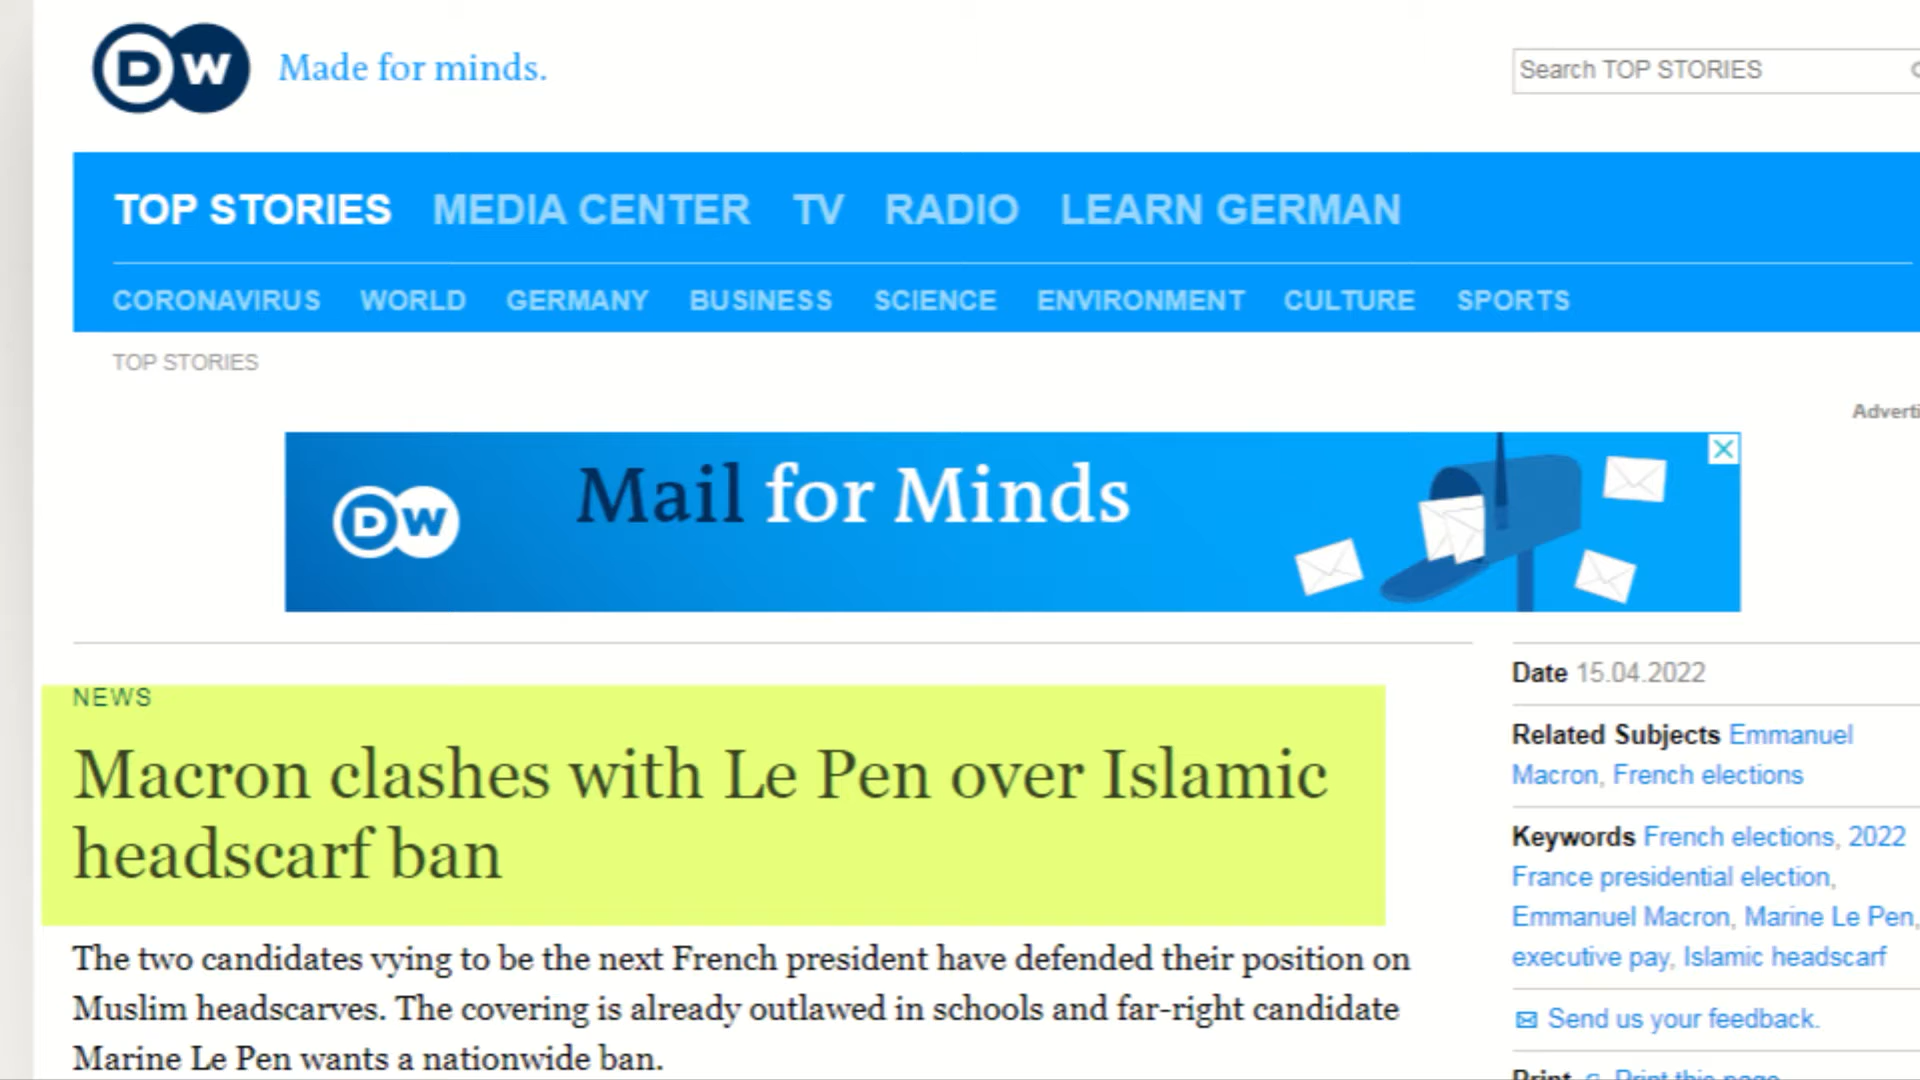 DW Made for minds.
Search TOP STORIES
TOP STORIES MEDIA CENTER TV RADIO LEARN GERMAN
CORONAVIRUS WORLD GERMANY BUSINESS SCIENCE ENVIRONMENT CULTURE SPORTS
TOP STORIES
DW Mail for Minds
NEWS
Macron clashes with Le Pen over Islamic
headscarf ban
The two candidates vying to be the next French president have defended their position on
Muslim headscarves. The covering is already outlawed in schools and far-right candidate
Marine Le Pen wants a nationwide ban.
Date 15.04.2022
Related Subjects Emmanuel
Macron, French elections
Keywords French elections, 2022
France presidential election,
Emmanuel Macron, Marine Le Pen,
executive pay, Islamic headscarf
Send us your feedback.
Print Print this page